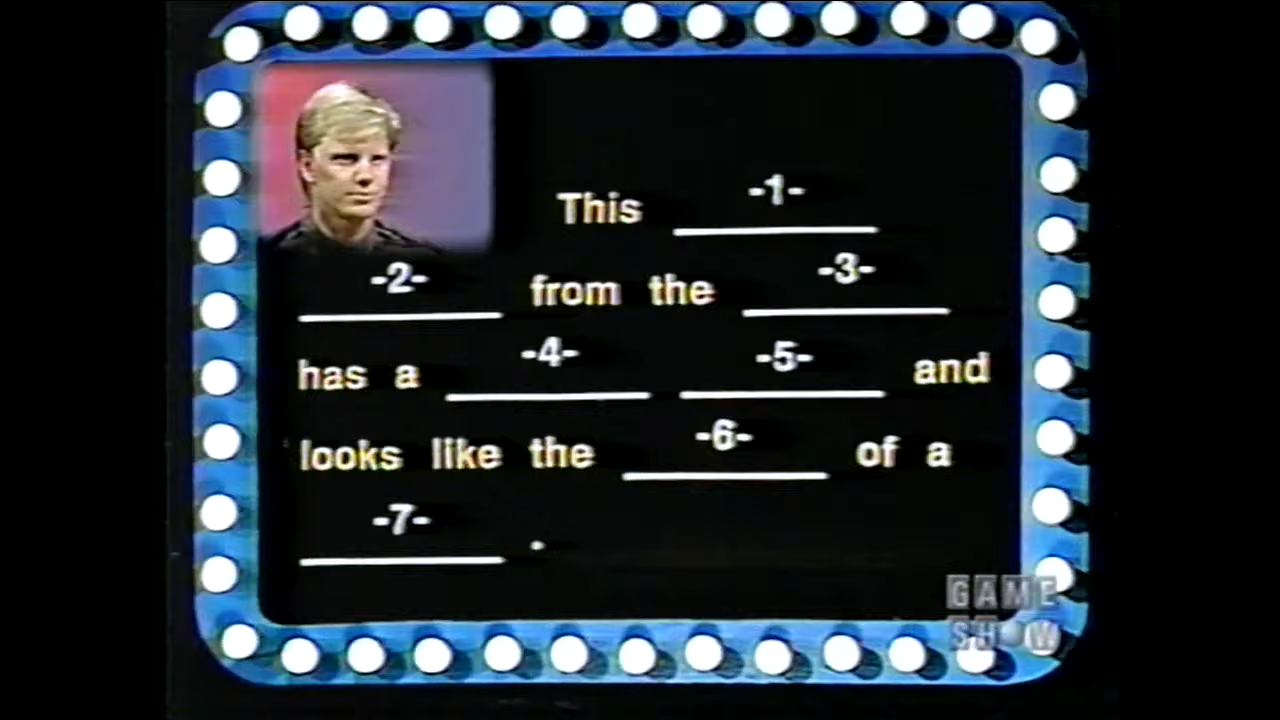 This -1-
-2- from the -3-
has a -4- -5- and
looks like the -6- of a
-7- .
GAME
SHOW